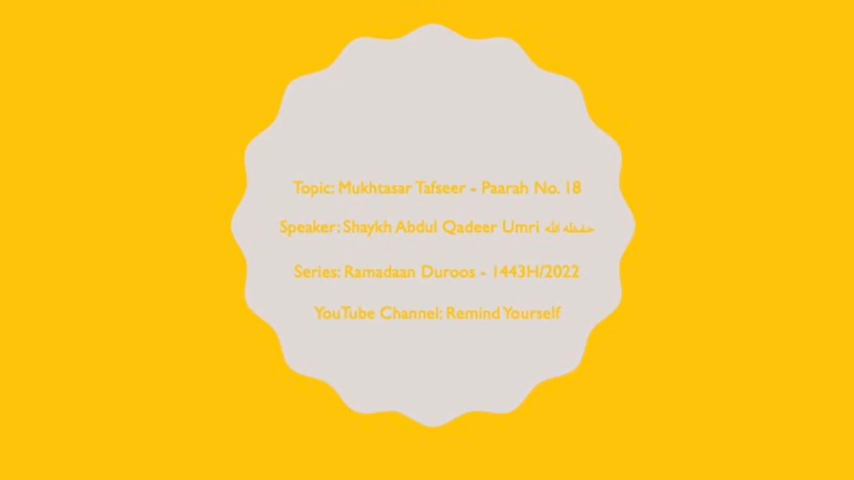 Topic: Mukhtasar Tafseer - Paarah No. 18
Speaker: Shaykh Abdul Qadeer Umri حفظه الله
Series: Ramadaan Duroos - 1443H/2022
YouTube Channel: Remind Yourself